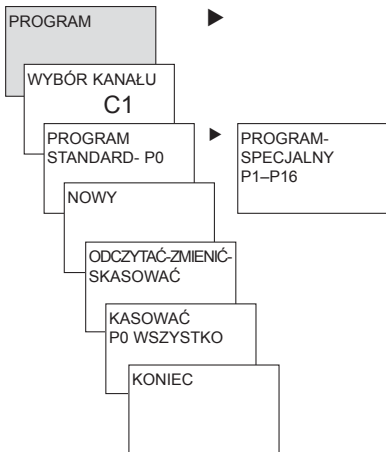 PROGRAM
WYBÓR KANAŁU
C1
PROGRAM
STANDARD- P0
PROGRAM-
SPECJALNY
P1–P16
NOWY
ODCZYTAĆ-ZMIENIĆ-
SKASOWAĆ
KASOWAĆ
P0 WSZYSTKO
KONIEC